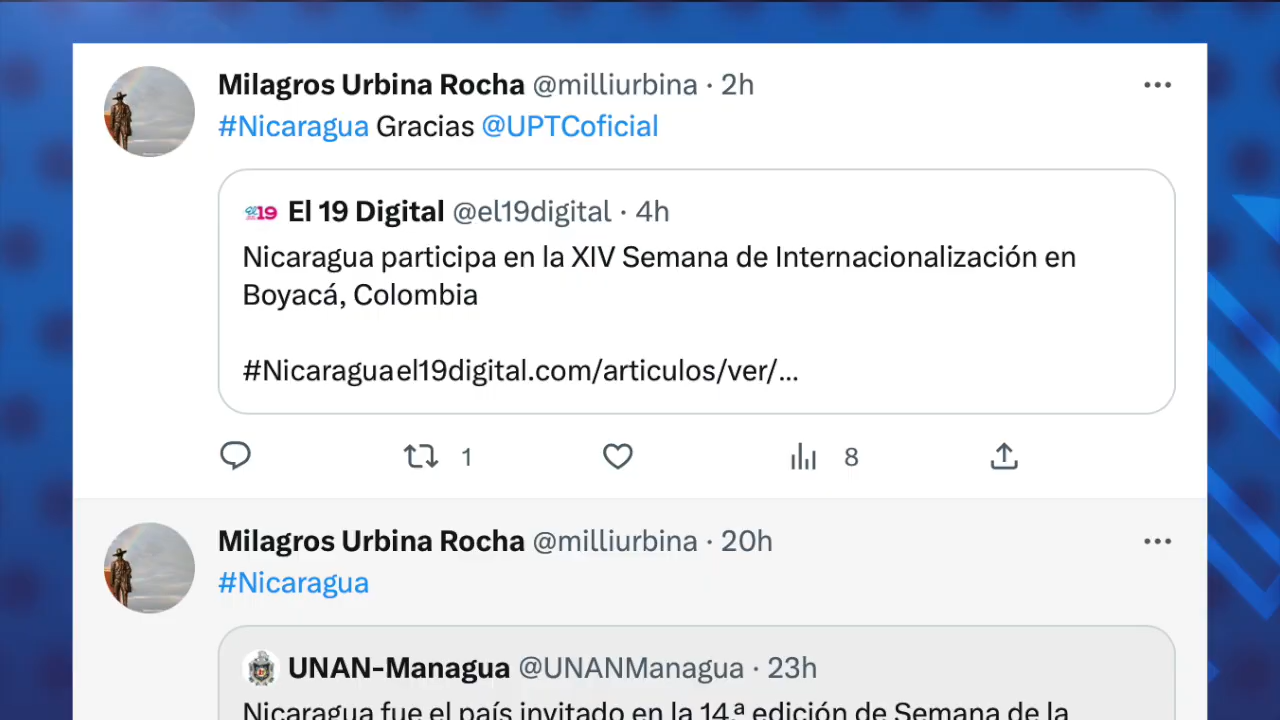 Milagros Urbina Rocha @milliurbina · 2h
#Nicaragua Gracias @UPTCoficial
19 El 19 Digital @el19digital · 4h
Nicaragua participa en la XIV Semana de Internacionalización en
Boyacá, Colombia
#Nicaraguael19digital.com/articulos/ver/...
1 8
Milagros Urbina Rocha @milliurbina · 20h
#Nicaragua
UNAN-Managua @UNANManagua · 23h
Nicaragua fue el país invitado en la 14.ª edición de Semana de la